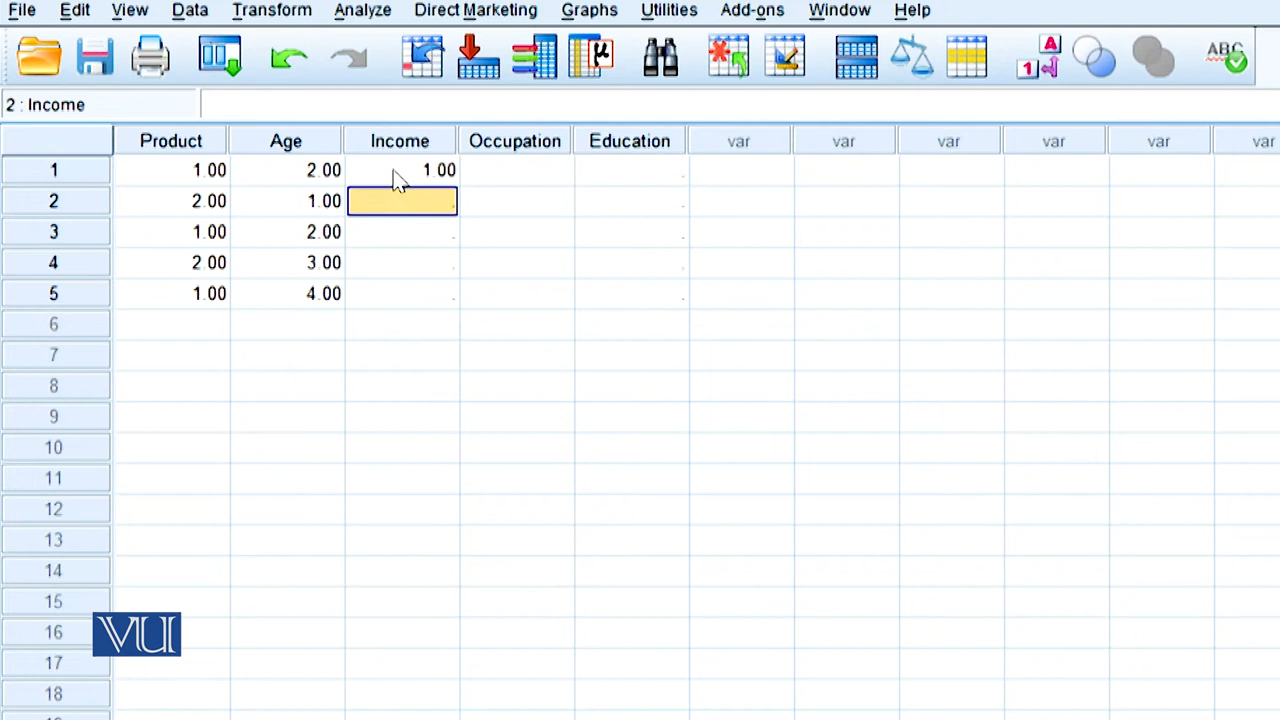 File Edit View Data Transform Analyze Direct Marketing Graphs Utilities Add-ons Window Help
μ A 1 ABC
2 : Income
Product Age Income Occupation Education var var var var var var
1 1.00 2.00 1.00 .
2 2.00 1.00 . .
3 1.00 2.00 . .
4 2.00 3.00 . .
5 1.00 4.00 . .
6
7
8
9
10
11
12
13
14
15
16
VU
17
18